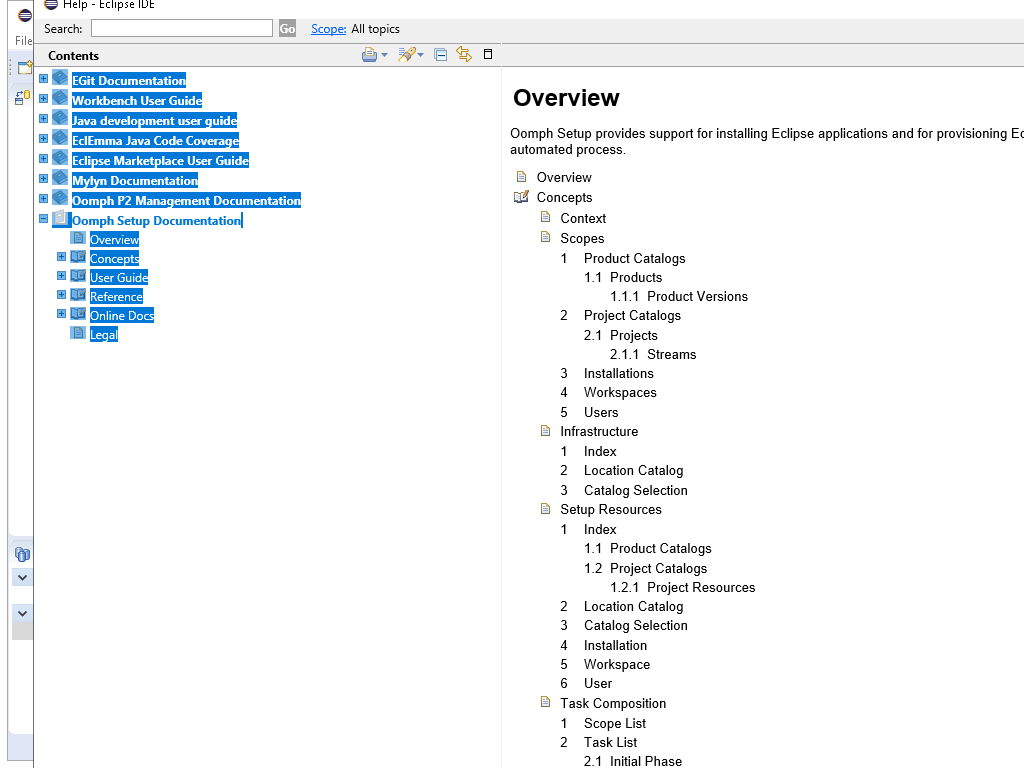 Help - Eclipse IDE
File
Search:
Go
Scope: All topics
Contents
EGit Documentation
Workbench User Guide
Java development user guide
EclEmma Java Code Coverage
Eclipse Marketplace User Guide
Mylyn Documentation
Oomph P2 Management Documentation
Oomph Setup Documentation
Overview
Concepts
User Guide
Reference
Online Docs
Legal
Overview
Oomph Setup provides support for installing Eclipse applications and for provisioning Ec
automated process.
Overview
Concepts
Context
Scopes
1 Product Catalogs
1.1 Products
1.1.1 Product Versions
2 Project Catalogs
2.1 Projects
2.1.1 Streams
3 Installations
4 Workspaces
5 Users
Infrastructure
1 Index
2 Location Catalog
3 Catalog Selection
Setup Resources
1 Index
1.1 Product Catalogs
1.2 Project Catalogs
1.2.1 Project Resources
2 Location Catalog
3 Catalog Selection
4 Installation
5 Workspace
6 User
Task Composition
1 Scope List
2 Task List
2.1 Initial Phase